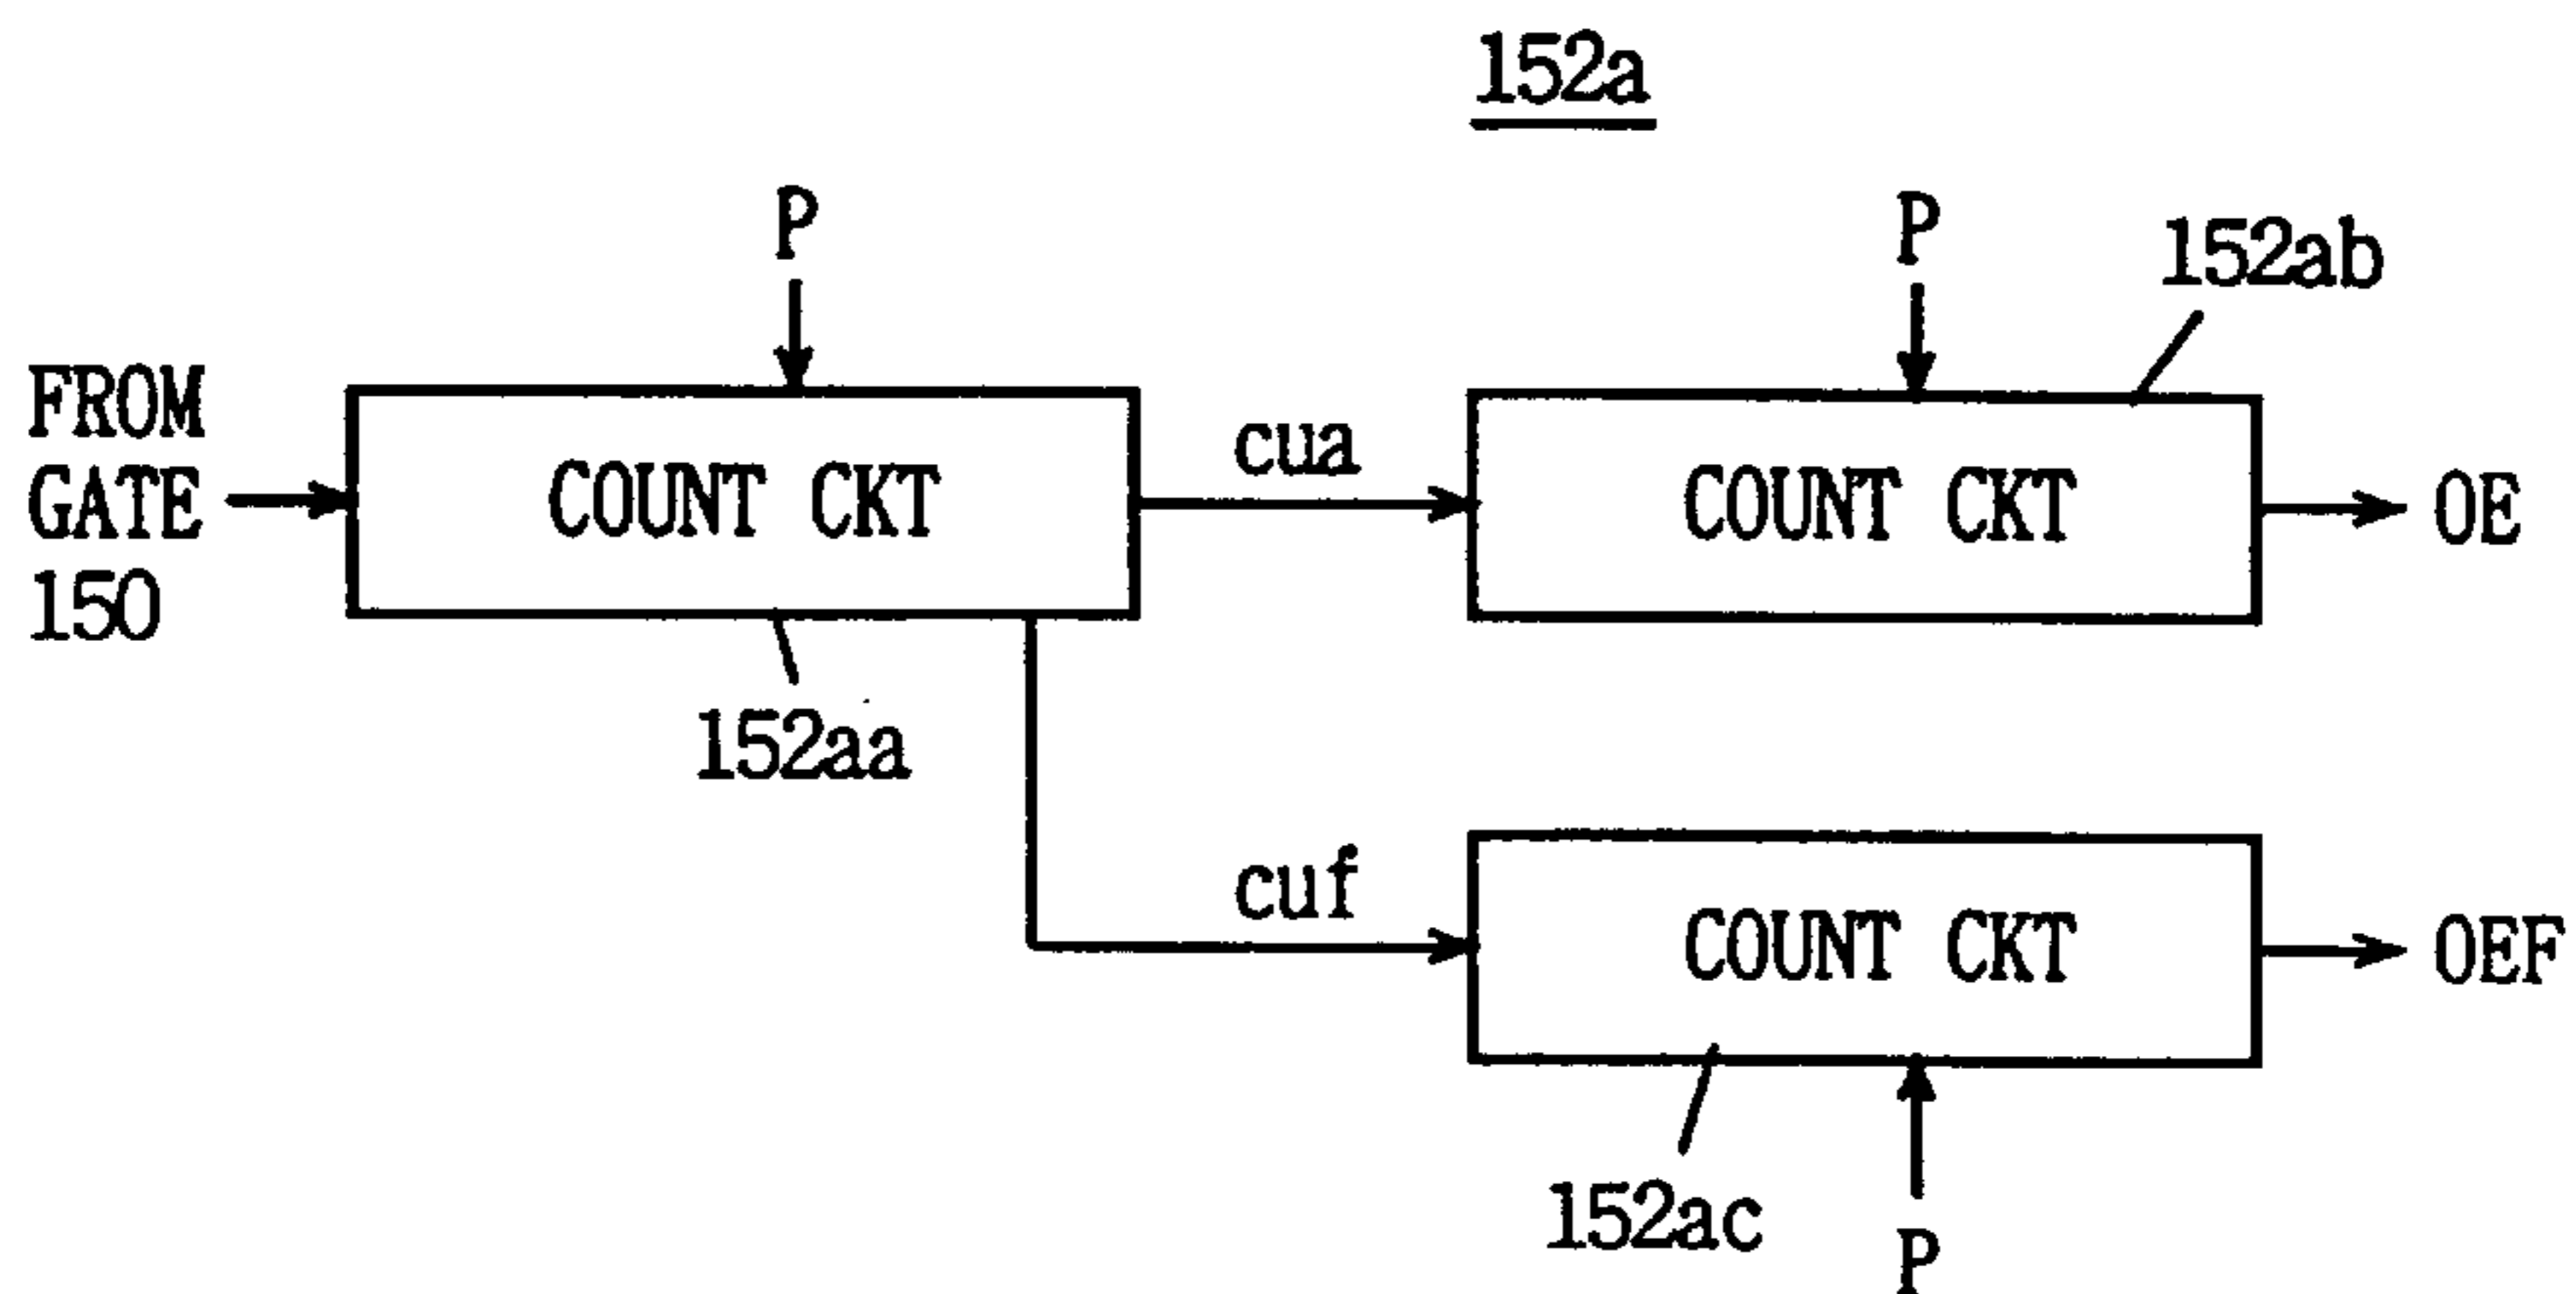 152a
P
P
152ab
FROM
GATE
150
COUNT CKT
cua
COUNT CKT
OE
152aa
cuf
COUNT CKT
OEF
152ac
P